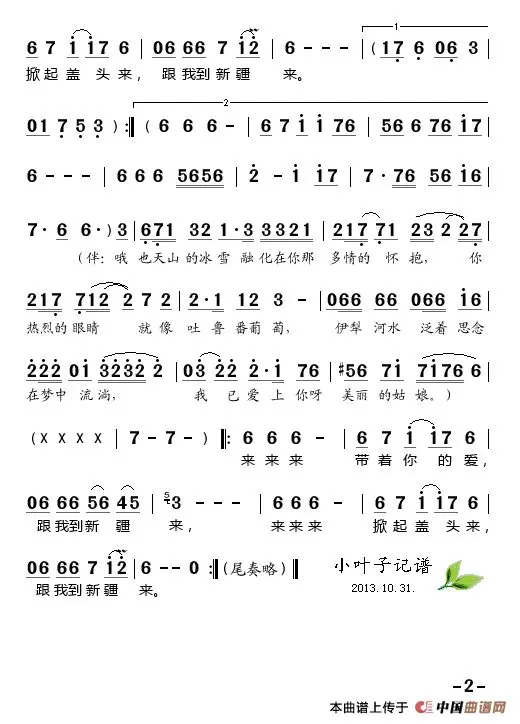 1
6 7 i i7 6 | 06 66 7 i2 | 6 - - - | (17 6 06 3 |
掀起盖 头来, 跟我到新疆 来。
2
01 7 5 3 ) :|| ( 6 6 6 - | 6 7 i i 76 | 56 6 76 i7 |
6 - - - | 6 6 6 5656 | 2 - i i7 | 7· 76 56 i6 |
7· 6 6· ) 3 | 671 32 1·3 3321 | 217 71 23 2 27 |
(伴: 哦 也天山 的冰雪 融化在你那 多情的 怀抱, 你
217 712 2 7 2 | 2·1 12 3 - | 066 66 066 i6 |
热烈的 眼睛 就像 吐鲁番葡萄, 伊犁 河水 泛着 思念
222 0i 3232 2 | 03 22 2·i 76 | #56 7i 7i76 6 |
在梦中 流淌, 我 已爱上你呀 美丽的姑 娘。)
(X X X X | 7 - 7 - ) ||: 6 6 6 - | 6 7 i i7 6 |
来来来 带着你 的爱,
06 66 56 45 | 5 3 - - - | 6 6 6 - | 6 7 i i7 6 |
跟我到新 疆 来, 来来来 掀起盖 头来,
06 66 7 i2 | 6 - - 0 :|| (尾奏略) || 小叶子记谱
跟我到新疆 来。 2013.10.31.
-2-
本曲谱上传于 中国曲谱网